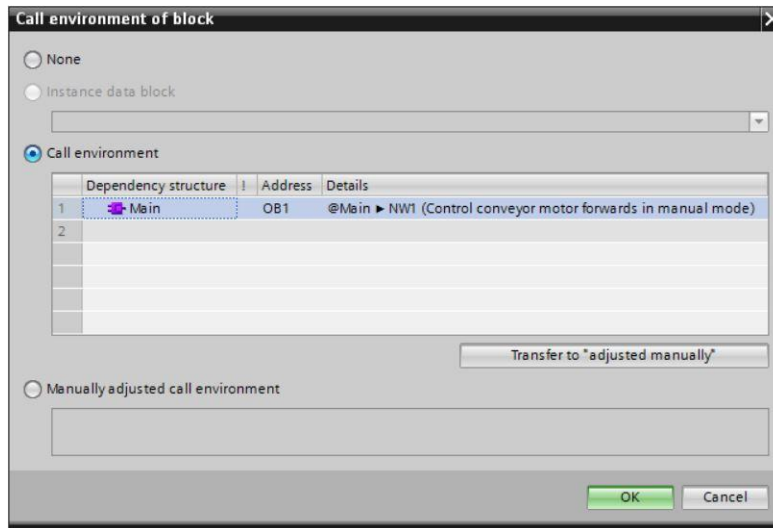 Call environment of block
None
Instance data block
Call environment
Dependency structure ! Address Details
1 Main OB1 @Main ▶ NW1 (Control conveyor motor forwards in manual mode)
2
Transfer to "adjusted manually"
Manually adjusted call environment
OK Cancel